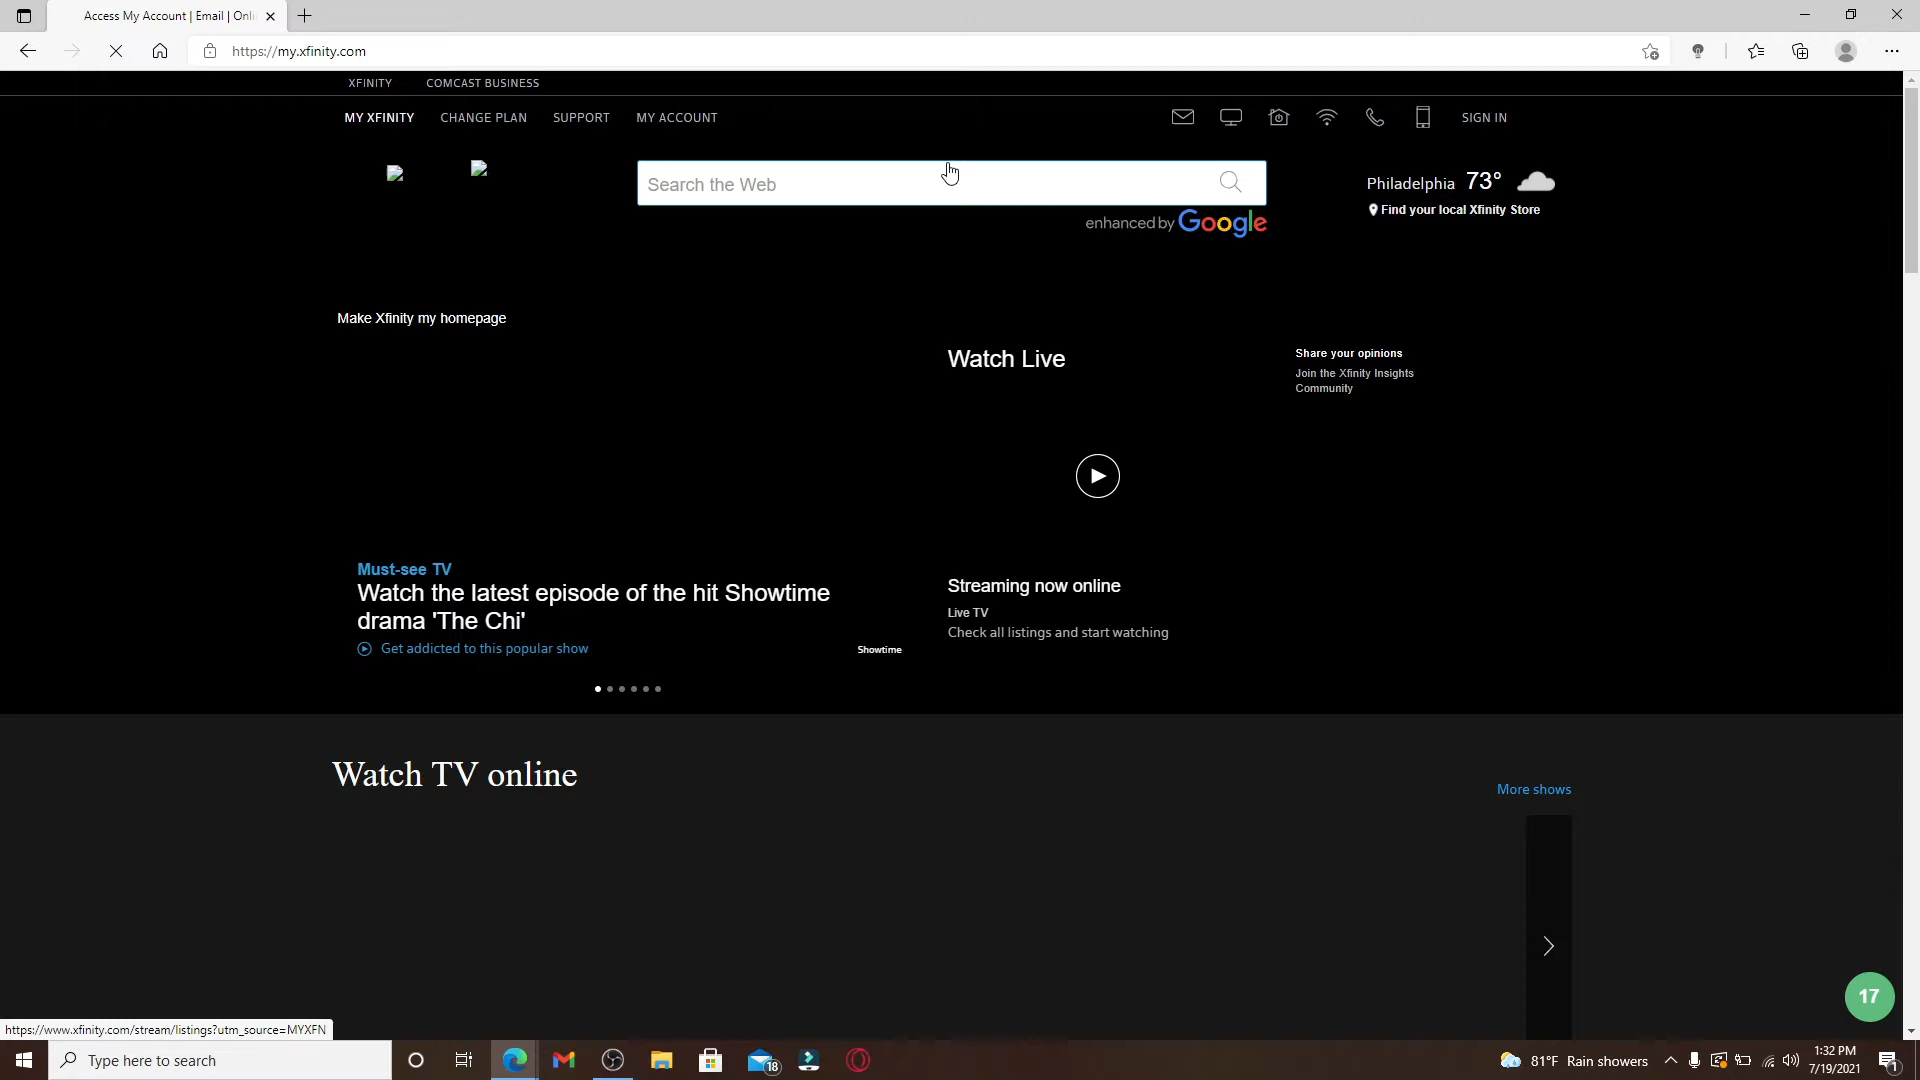 Access My Account | Email | Onli
https://my.xfinity.com
XFINITY COMCAST BUSINESS
MY XFINITY CHANGE PLAN SUPPORT MY ACCOUNT SIGN IN
Search the Web
enhanced by Google
Philadelphia 73°
Find your local Xfinity Store
Make Xfinity my homepage
Watch Live
Share your opinions
Join the Xfinity Insights
Community
Must-see TV
Watch the latest episode of the hit Showtime
drama 'The Chi'
Get addicted to this popular show
Showtime
Streaming now online
Live TV
Check all listings and start watching
Watch TV online
More shows
17
https://www.xfinity.com/stream/listings?utm_source=MYXFN
Type here to search
18
81°F Rain showers
1:32 PM
7/19/2021
1